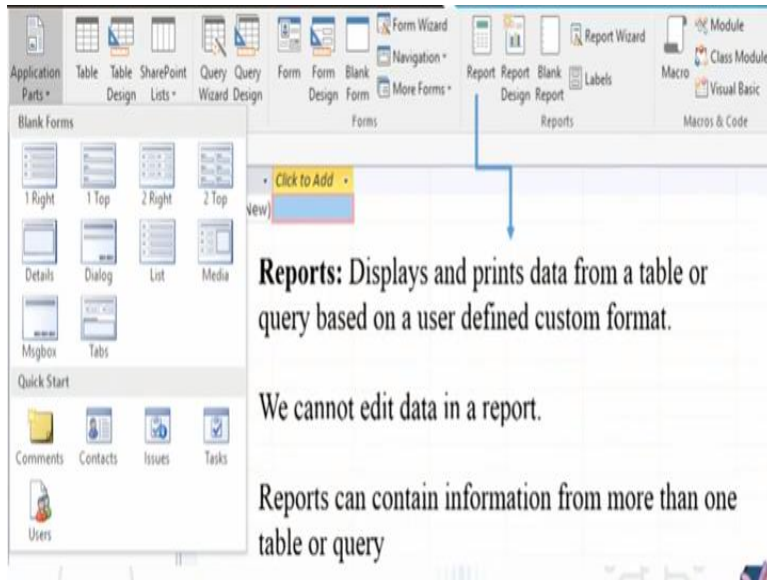 Application Parts
Table
Table Design
SharePoint Lists
Query Wizard
Query Design
Form
Form Design
Blank Form
Form Wizard
Navigation
More Forms
Report
Report Design
Blank Report
Report Wizard
Labels
Macro
Module
Class Module
Visual Basic
Forms
Reports
Macros & Code
Blank Forms
1 Right
1 Top
2 Right
2 Top
Details
Dialog
List
Media
Msgbox
Tabs
Quick Start
Comments
Contacts
Issues
Tasks
Users
Click to Add
New)
Reports: Displays and prints data from a table or
query based on a user defined custom format.
We cannot edit data in a report.
Reports can contain information from more than one
table or query